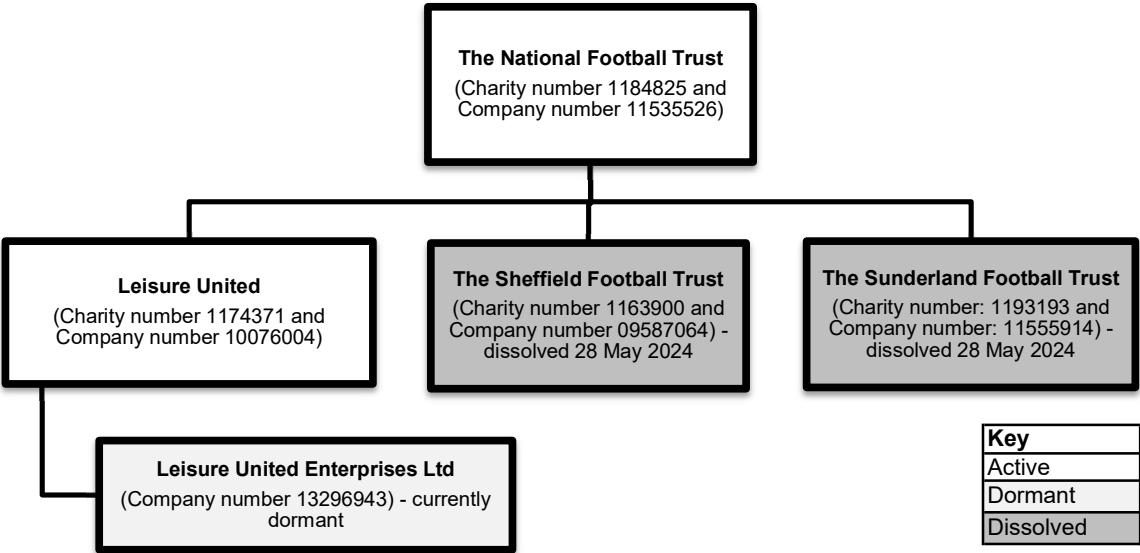 The National Football Trust
(Charity number 1184825 and
Company number 11535526)
Leisure United
(Charity number 1174371 and
Company number 10076004)
The Sheffield Football Trust
(Charity number 1163900 and
Company number 09587064) -
dissolved 28 May 2024
The Sunderland Football Trust
(Charity number: 1193193 and
Company number: 11555914) -
dissolved 28 May 2024
Leisure United Enterprises Ltd
(Company number 13296943) - currently
dormant
Key
Active
Dormant
Dissolved